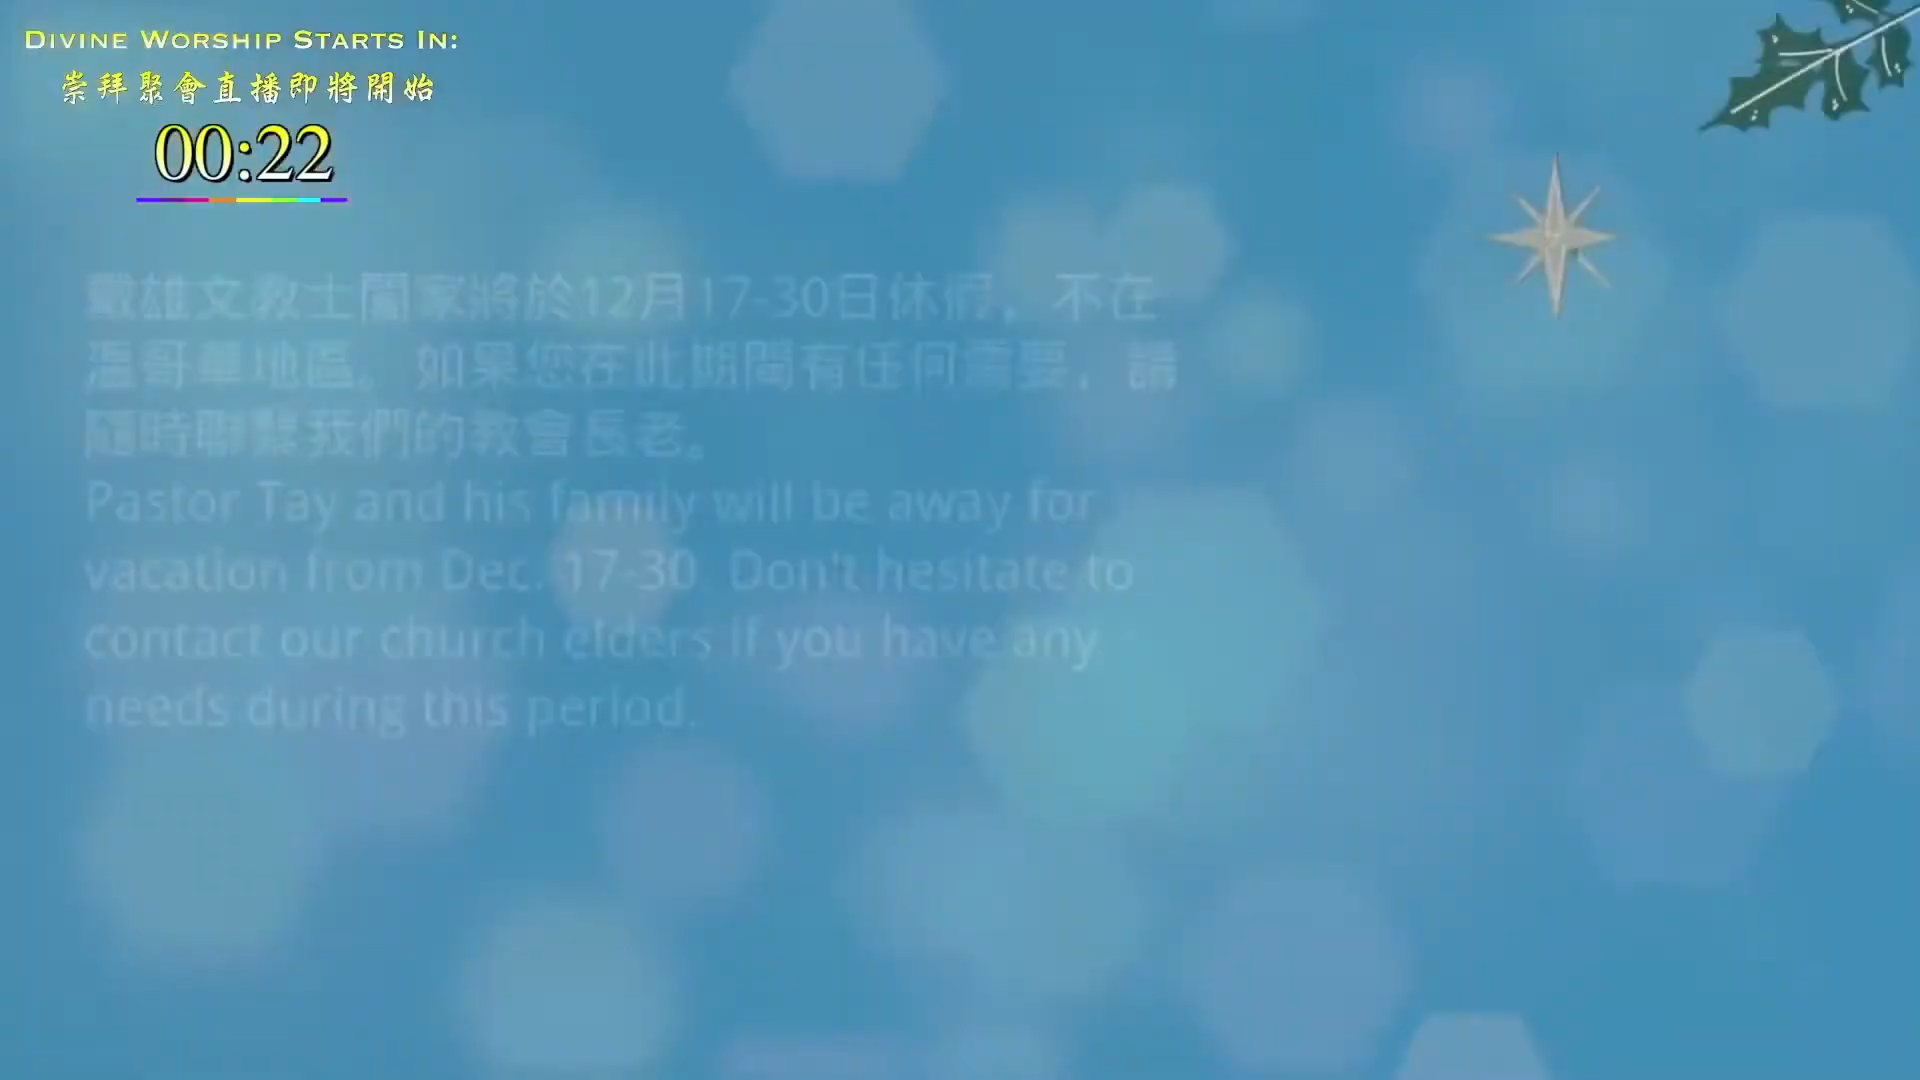 DIVINE WORSHIP STARTS IN:
崇拜聚會直播即將開始
00:22
戴雄文教士闔家將於12月17-30日休假，不在
溫哥華地區。如果您在此期間有任何需要，請
隨時聯繫我們的教會長老。
Pastor Tay and his family will be away for
vacation from Dec. 17-30. Don't hesitate to
contact our church elders if you have any
needs during this period.